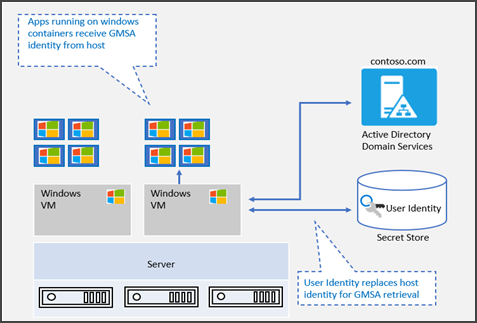 Apps running on windows
containers receive GMSA
identity from host
contoso.com
Active Directory
Domain Services
Windows
VM
Windows
VM
User Identity
Secret Store
Server
User Identity replaces host
identity for GMSA retrieval